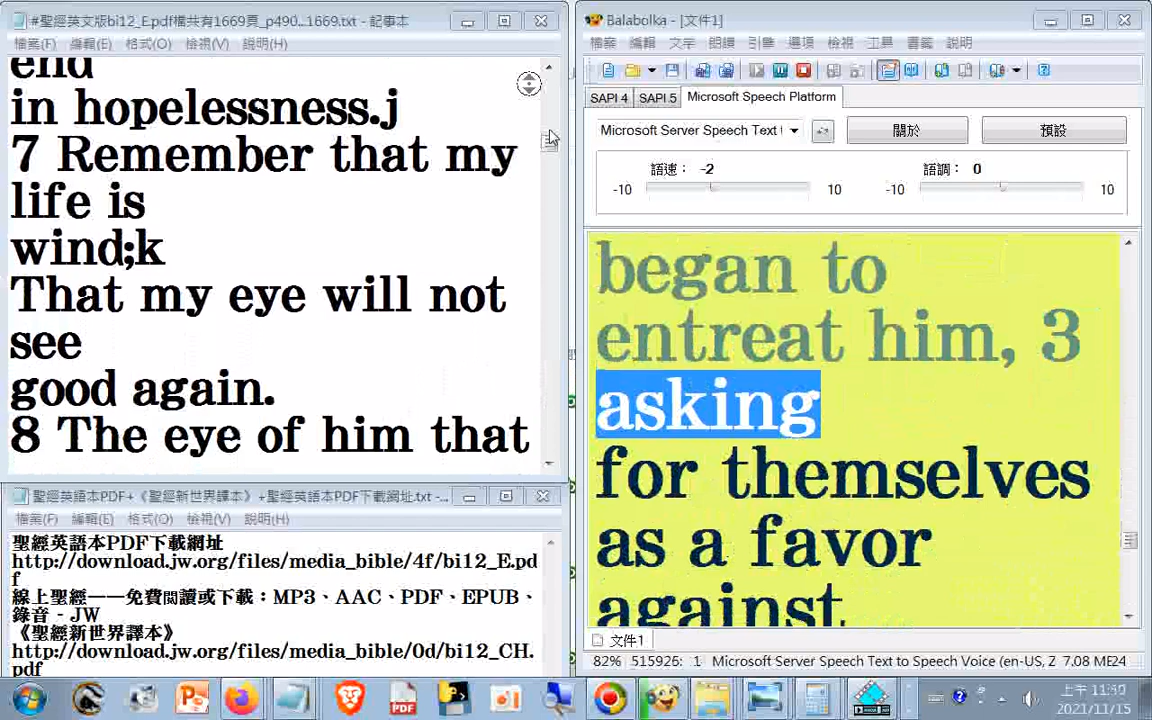 #聖經英文版bi12_E.pdf橫共有1669頁_p490...1669.txt - 記事本
檔案(F) 編輯(E) 格式(O) 檢視(V) 說明(H)
end
in hopelessness.j
7 Remember that my
life is
wind;k
That my eye will not
see
good again.
8 The eye of him that
聖經英語本PDF+《聖經新世界譯本》+聖經英語本PDF下載網址.txt - ...
檔案(F) 編輯(E) 格式(O) 檢視(V) 說明(H)
聖經英語本PDF下載網址
http://download.jw.org/files/media_bible/4f/bi12_E.pd
f
線上聖經——免費閱讀或下載：MP3、AAC、PDF、EPUB、
錄音 - JW
《聖經新世界譯本》
http://download.jw.org/files/media_bible/0d/bi12_CH.
pdf
Balabolka - [文件1]
檔案 編輯 文字 朗讀 引擎 選項 檢視 工具 書籤 說明
SAPI 4 SAPI 5 Microsoft Speech Platform
Microsoft Server Speech Text 關於 預設
語速： -2 語調： 0
-10 10 -10 10
began to
entreat him, 3
asking
for themselves
as a favor
against
文件1
82% 515926: 1 Microsoft Server Speech Text to Speech Voice (en-US, Z 7.08 ME24
PDF
2021/11/15